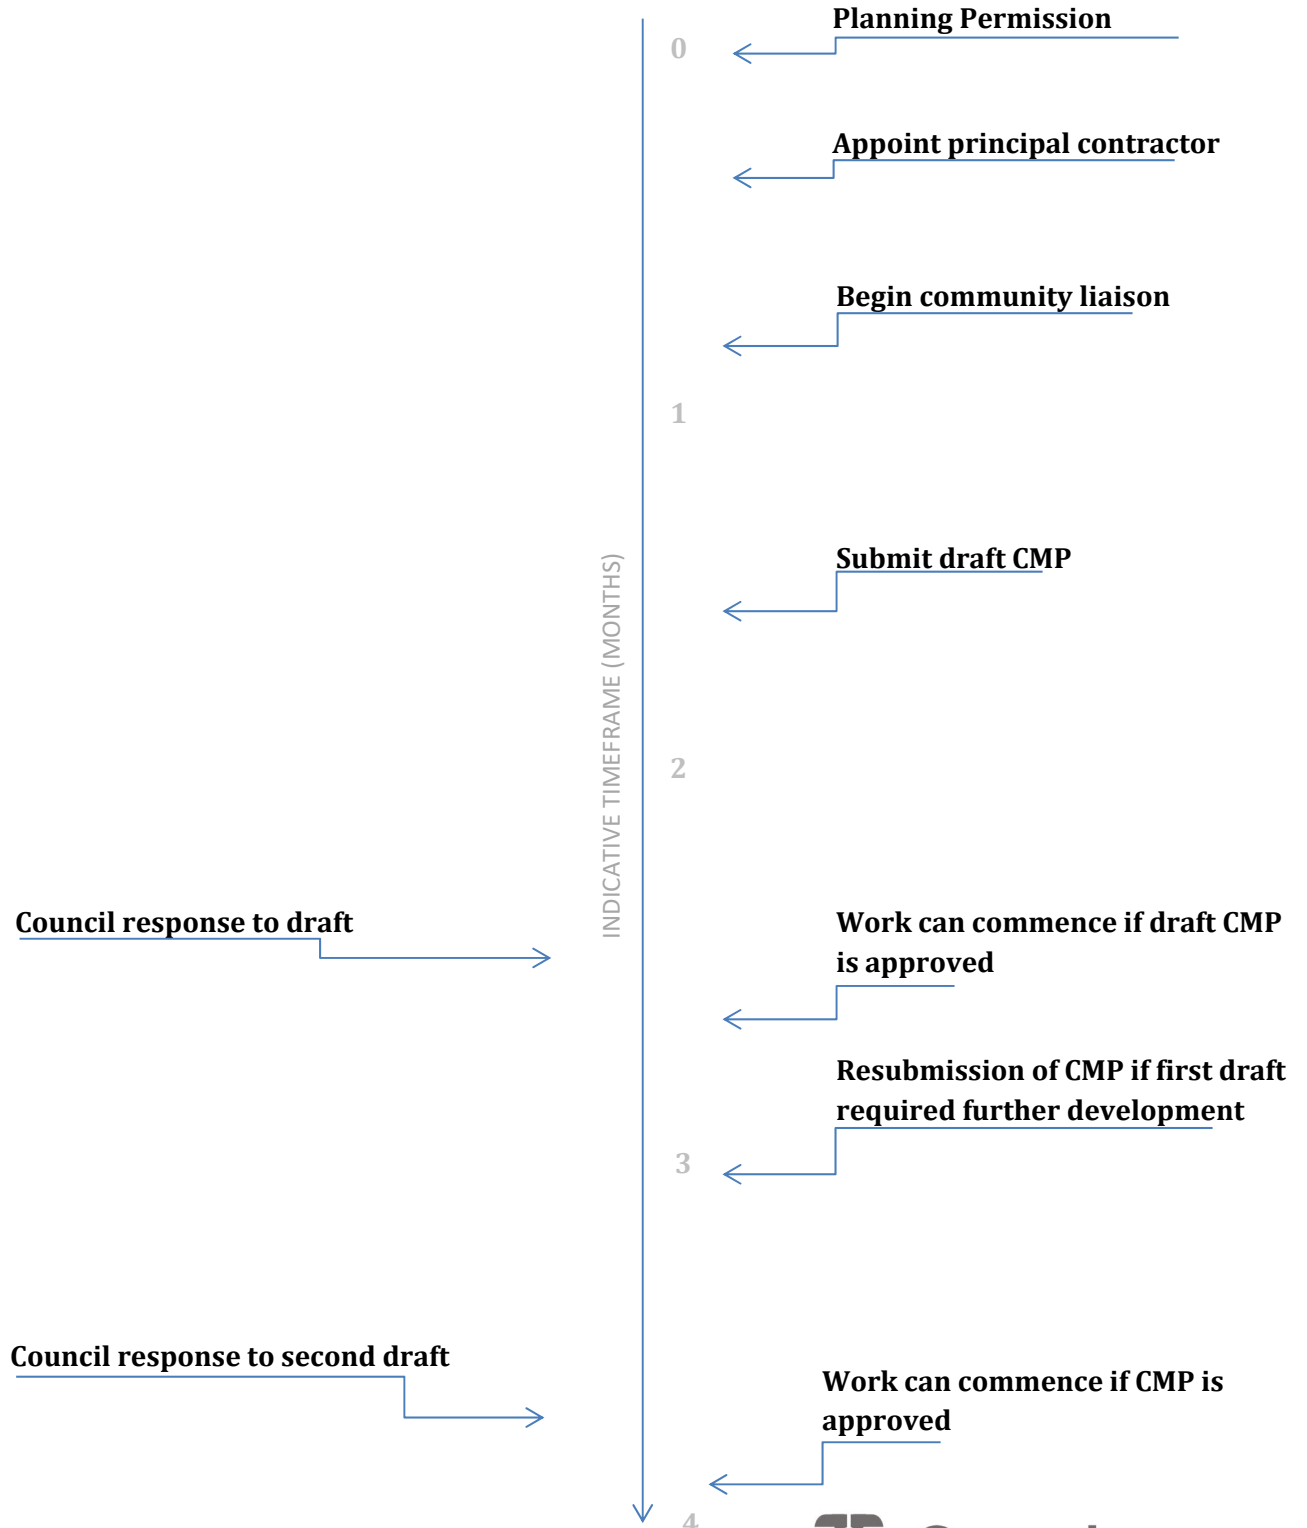 Planning Permission
0
Appoint principal contractor
Begin community liaison
1
Submit draft CMP
INDICATIVE TIMEFRAME (MONTHS)
2
Council response to draft
Work can commence if draft CMP
is approved
Resubmission of CMP if first draft
required further development
3
Council response to second draft
Work can commence if CMP is
approved
4